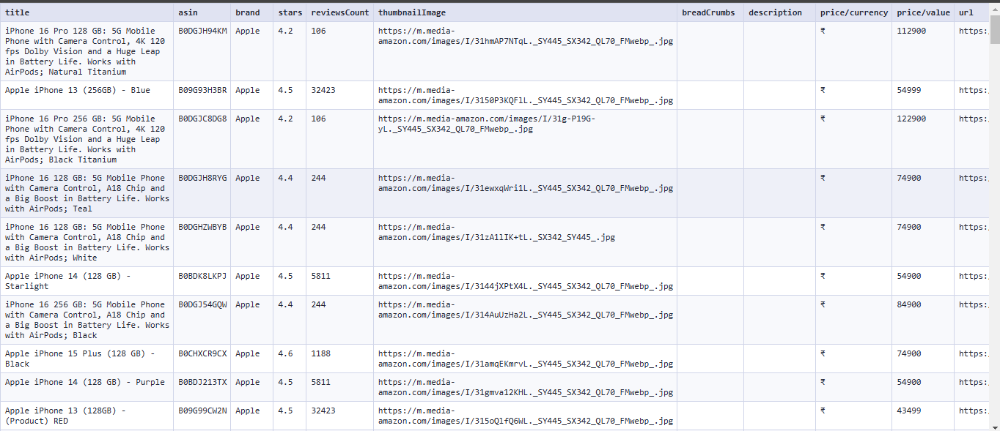 title asin brand stars reviewsCount thumbnailImage breadCrumbs description price/currency price/value url
iPhone 16 Pro 128 GB: 5G Mobile B0DGJH94KM Apple 4.2 106 https://m.media- ₹ 112900 https:
Phone with Camera Control, 4K 120 amazon.com/images/I/31hmAP7NTqL._SY445_SX342_QL70_FMwebp_.jpg
fps Dolby Vision and a Huge Leap
in Battery Life. Works with
AirPods; Natural Titanium
Apple iPhone 13 (256GB) - Blue B09G93H3BR Apple 4.5 32423 https://m.media- ₹ 54999 https:
amazon.com/images/I/3150P3KQFlL._SY445_SX342_QL70_FMwebp_.jpg
iPhone 16 Pro 256 GB: 5G Mobile B0DGJC8DG8 Apple 4.2 106 https://m.media-amazon.com/images/I/31g-P19G- ₹ 122900 https:
Phone with Camera Control, 4K 120 yL._SY445_SX342_QL70_FMwebp_.jpg
fps Dolby Vision and a Huge Leap
in Battery Life. Works with
AirPods; Black Titanium
iPhone 16 128 GB: 5G Mobile Phone B0DGJH8RYG Apple 4.4 244 https://m.media- ₹ 74900 https:
with Camera Control, A18 Chip and amazon.com/images/I/31ewxqWri1L._SY445_SX342_QL70_FMwebp_.jpg
a Big Boost in Battery Life. Works
with AirPods; Teal
iPhone 16 128 GB: 5G Mobile Phone B0DGHZWBYB Apple 4.4 244 https://m.media- ₹ 74900 https:
with Camera Control, A18 Chip and amazon.com/images/I/31zA1lIK+tL._SX342_SY445_.jpg
a Big Boost in Battery Life. Works
with AirPods; White
Apple iPhone 14 (128 GB) - B0BDK8LKPJ Apple 4.5 5811 https://m.media- ₹ 54900 https:
Starlight amazon.com/images/I/3144jXPtX4L._SY445_SX342_QL70_FMwebp_.jpg
iPhone 16 256 GB: 5G Mobile Phone B0DGJ54GQW Apple 4.4 244 https://m.media- ₹ 84900 https:
with Camera Control, A18 Chip and amazon.com/images/I/314AuUzHa2L._SY445_SX342_QL70_FMwebp_.jpg
a Big Boost in Battery Life. Works
with AirPods; Black
Apple iPhone 15 Plus (128 GB) - B0CHXCR9CX Apple 4.6 1188 https://m.media- ₹ 74900 https:
Black amazon.com/images/I/31amqEKmrvL._SY445_SX342_QL70_FMwebp_.jpg
Apple iPhone 14 (128 GB) - Purple B0BDJ213TX Apple 4.5 5811 https://m.media- ₹ 54900 https:
amazon.com/images/I/31gmva12KHL._SY445_SX342_QL70_FMwebp_.jpg
Apple iPhone 13 (128GB) - B09G99CW2N Apple 4.5 32423 https://m.media- ₹ 43499 https:
(Product) RED amazon.com/images/I/315oQlfQ6WL._SY445_SX342_QL70_FMwebp_.jpg